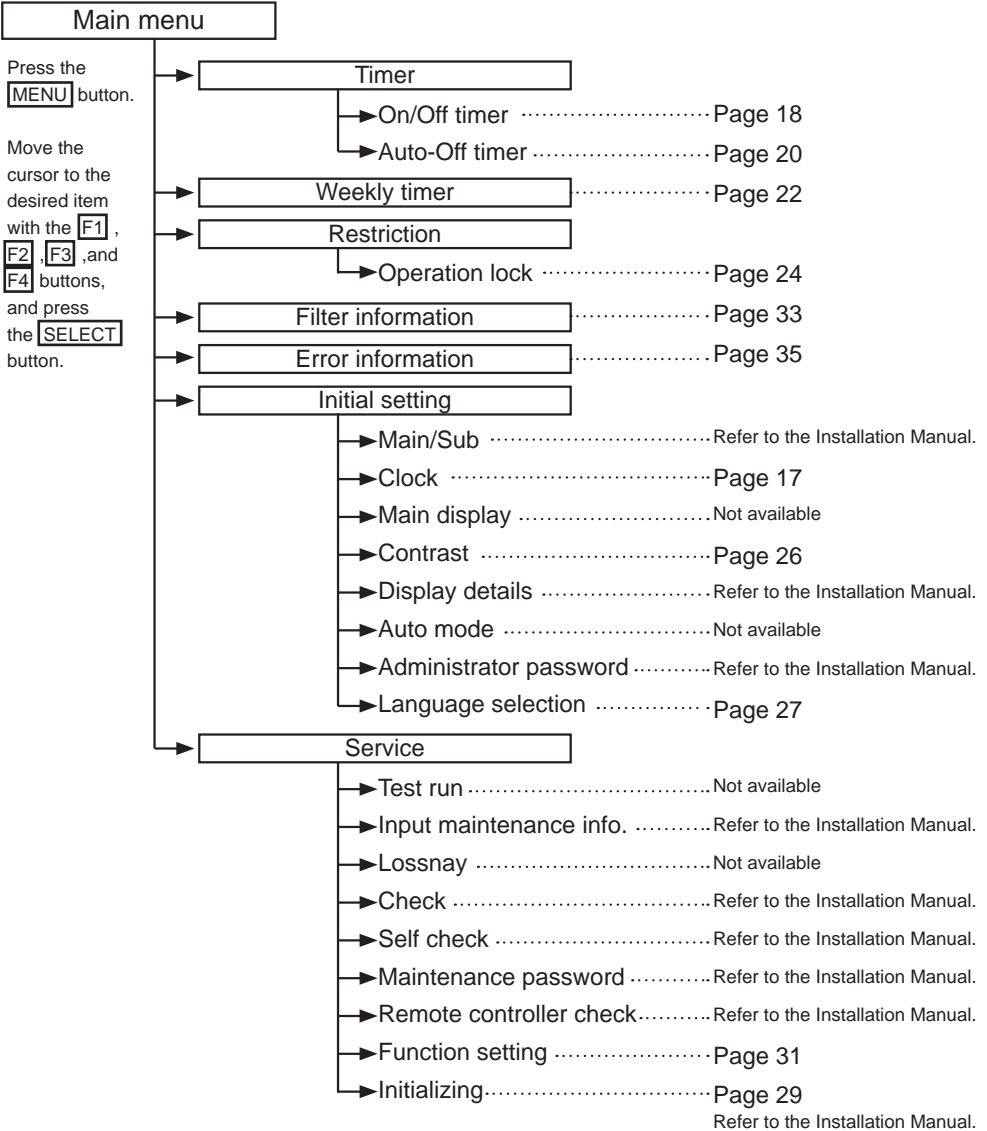 Main menu
Press the
MENU button.
Move the
cursor to the
desired item
with the F1 ,
F2 , F3 ,and
F4 buttons,
and press
the SELECT
button.
Timer
On/Off timer Page 18
Auto-Off timer Page 20
Weekly timer Page 22
Restriction
Operation lock Page 24
Filter information Page 33
Error information Page 35
Initial setting
Main/Sub Refer to the Installation Manual.
Clock Page 17
Main display Not available
Contrast Page 26
Display details Refer to the Installation Manual.
Auto mode Not available
Administrator password Refer to the Installation Manual.
Language selection Page 27
Service
Test run Not available
Input maintenance info. Refer to the Installation Manual.
Lossnay Not available
Check Refer to the Installation Manual.
Self check Refer to the Installation Manual.
Maintenance password Refer to the Installation Manual.
Remote controller check Refer to the Installation Manual.
Function setting Page 31
Initializing Page 29
Refer to the Installation Manual.